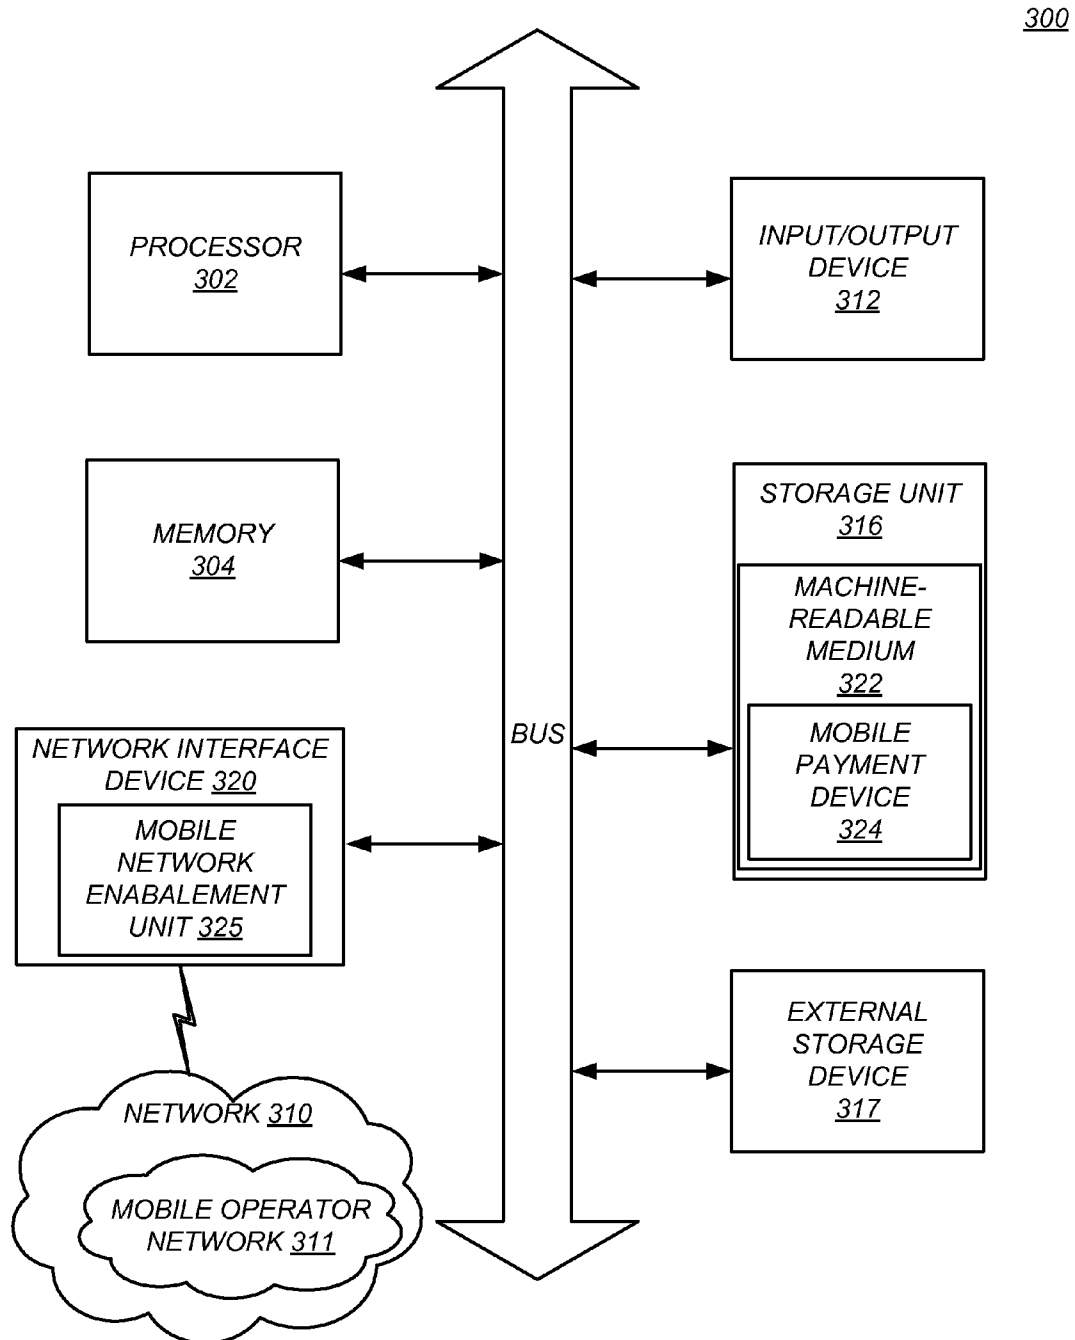 300
PROCESSOR
302
INPUT/OUTPUT
DEVICE
312
MEMORY
304
STORAGE UNIT
316
MACHINE-
READABLE
MEDIUM
322
MOBILE
PAYMENT
DEVICE
324
BUS
NETWORK INTERFACE
DEVICE 320
MOBILE
NETWORK
ENABALEMENT
UNIT 325
EXTERNAL
STORAGE
DEVICE
317
NETWORK 310
MOBILE OPERATOR
NETWORK 311